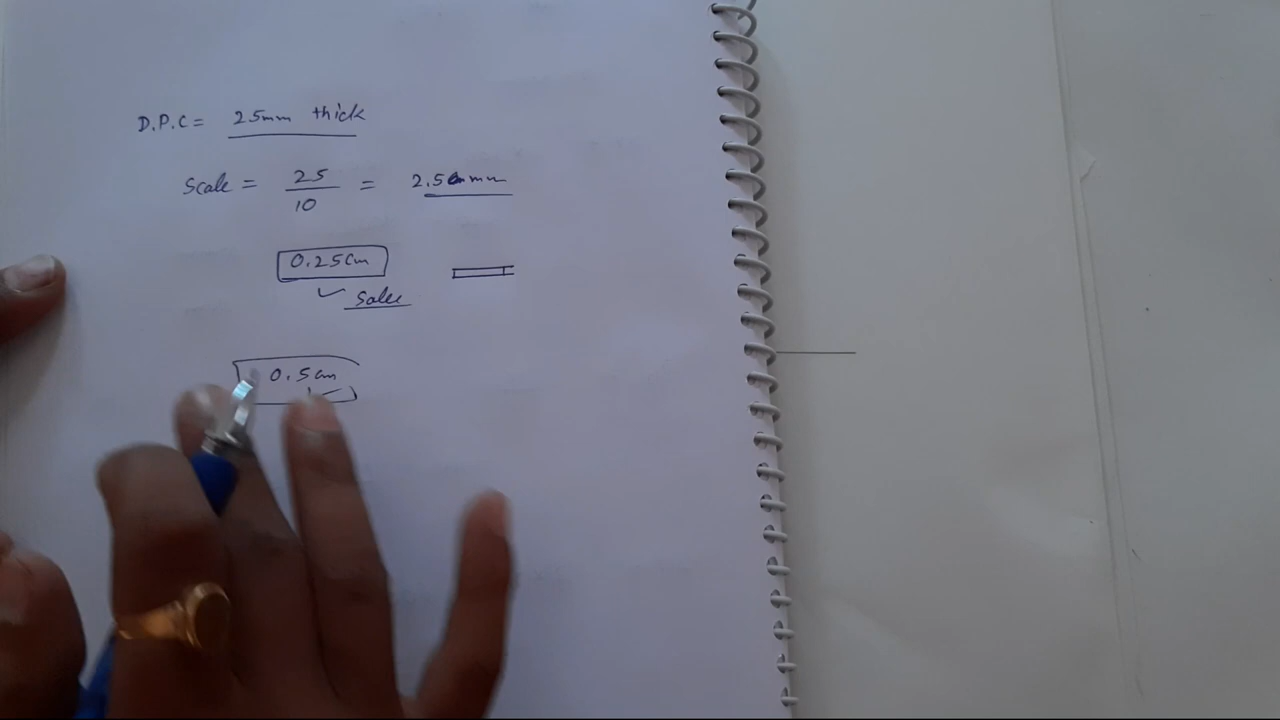 D.P.C = 25mm thick
Scale = 25/10 = 2.5mm
0.25cm
✓ Scale
0.5cm